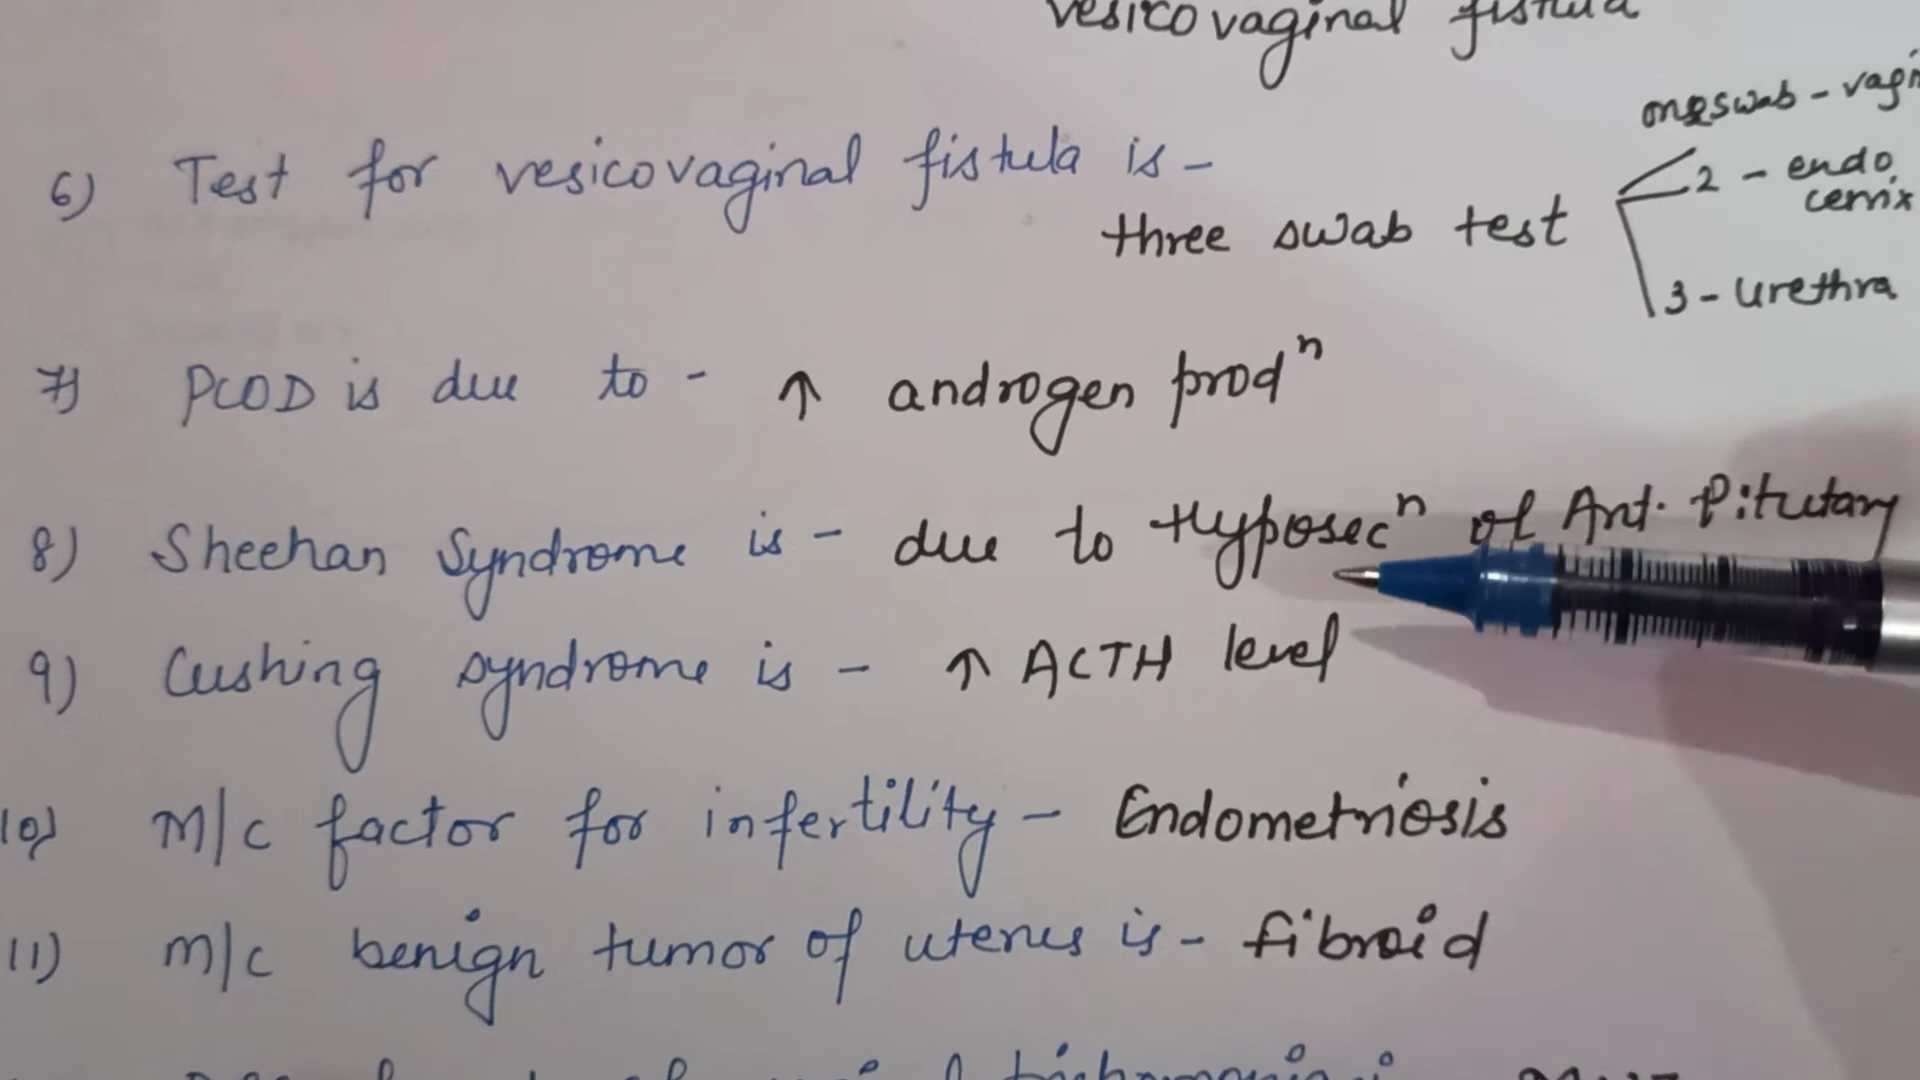 vesicovaginal fistula
swab - vagi
6) Test for vesicovaginal fistula is -
2 - endo
cervix
three swab test
3 - urethra
7) PCOD is due to - ↑ androgen prodⁿ
8) Sheehan Syndrome is - due to Hyposecⁿ of Ant. Pitutary
9) Cushing syndrome is - ↑ ACTH level
10) M/c factor for infertility - Endometriosis
11) M/c benign tumor of uterus is - fibroid